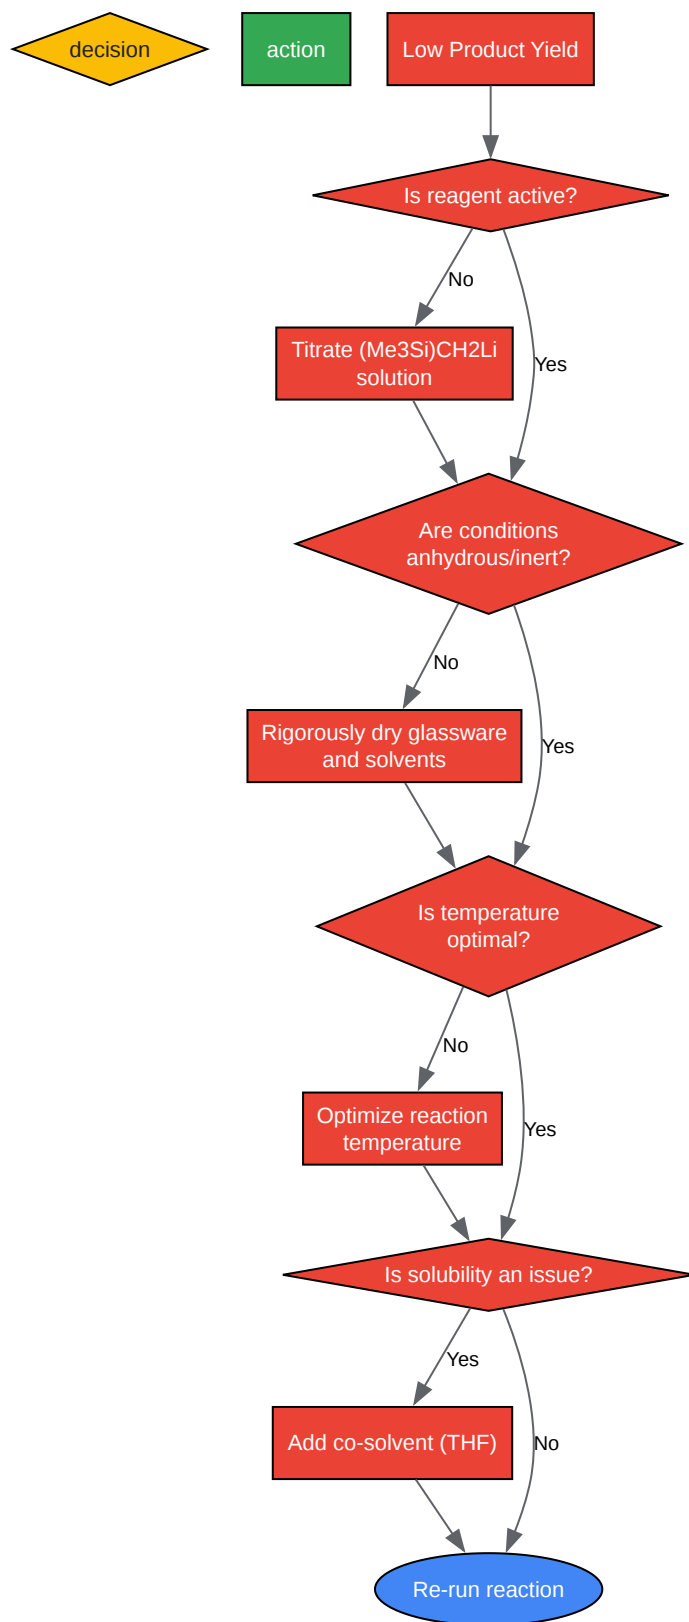 decision
action
Low Product Yield
Is reagent active?
No
Titrate (Me3Si)CH2Li
solution
Yes
Are conditions
anhydrous/inert?
No
Rigorously dry glassware
and solvents
Yes
Is temperature
optimal?
No
Optimize reaction
temperature
Yes
Is solubility an issue?
Yes
Add co-solvent (THF)
No
Re-run reaction